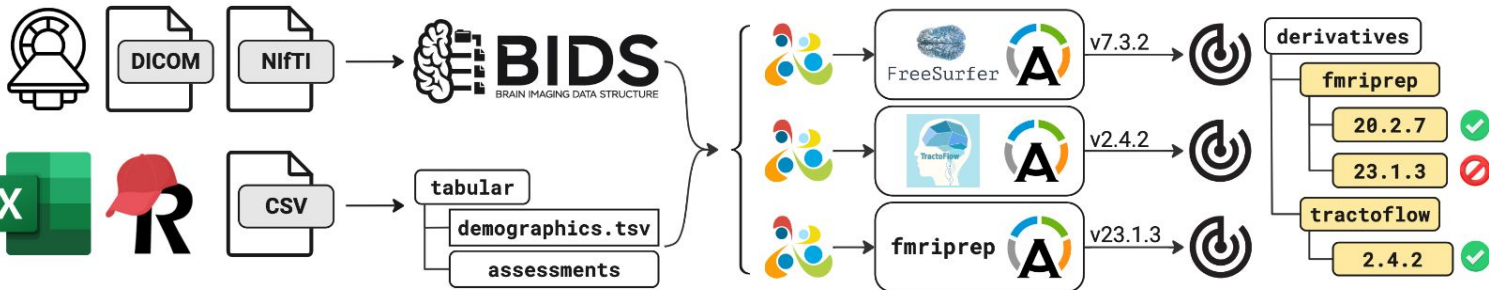 DICOM
NIfTI
BIDS
BRAIN IMAGING DATA STRUCTURE
X
R
CSV
tabular
demographics.tsv
assessments
FreeSurfer
A
v7.3.2
TractoFlow
A
v2.4.2
fmriprep
A
v23.1.3
derivatives
fmriprep
20.2.7
23.1.3
tractoflow
2.4.2